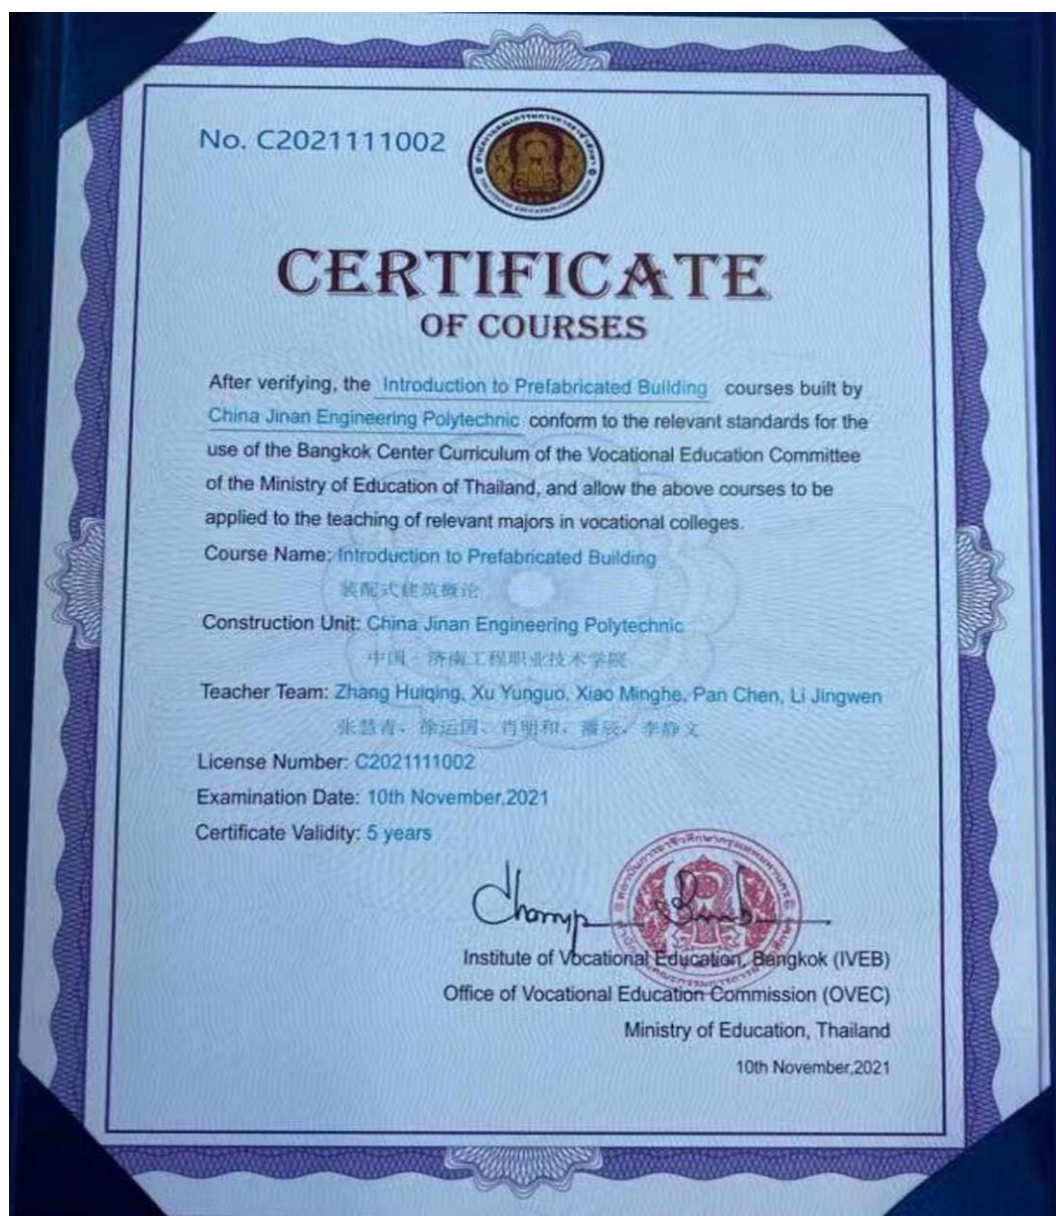 No. C2021111002
CERTIFICATE
OF COURSES
After verifying, the Introduction to Prefabricated Building courses built by
China Jinan Engineering Polytechnic conform to the relevant standards for the
use of the Bangkok Center Curriculum of the Vocational Education Committee
of the Ministry of Education of Thailand, and allow the above courses to be
applied to the teaching of relevant majors in vocational colleges.
Course Name: Introduction to Prefabricated Building
装配式建筑概论
Construction Unit: China Jinan Engineering Polytechnic
中国·济南工程职业技术学院
Teacher Team: Zhang Huiqing, Xu Yunguo, Xiao Minghe, Pan Chen, Li Jingwen
张慧青、徐运国、肖明和、潘辰、李静文
License Number: C2021111002
Examination Date: 10th November,2021
Certificate Validity: 5 years
Institute of Vocational Education, Bangkok (IVEB)
Office of Vocational Education Commission (OVEC)
Ministry of Education, Thailand
10th November,2021